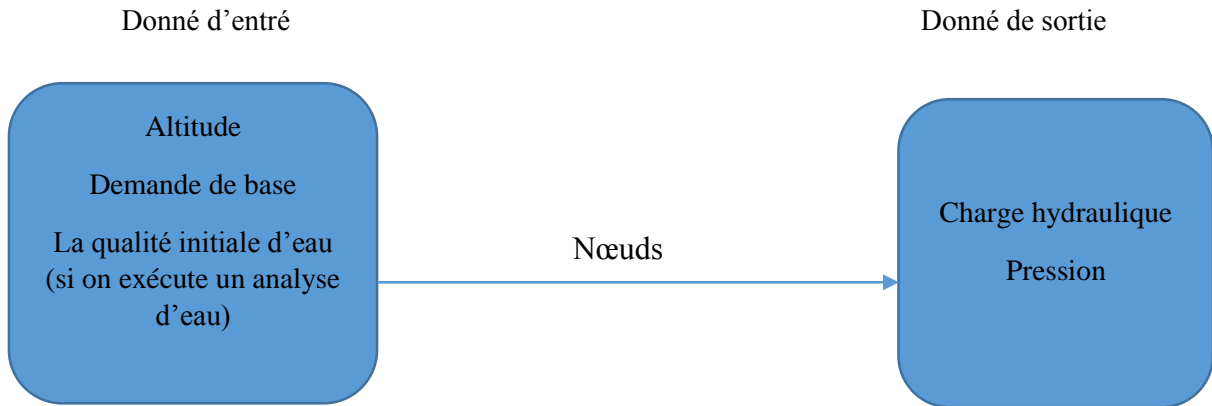 Donné d’entré
Donné de sortie
Altitude
Demande de base
La qualité initiale d’eau
(si on exécute un analyse
d’eau)
Nœuds
Charge hydraulique
Pression